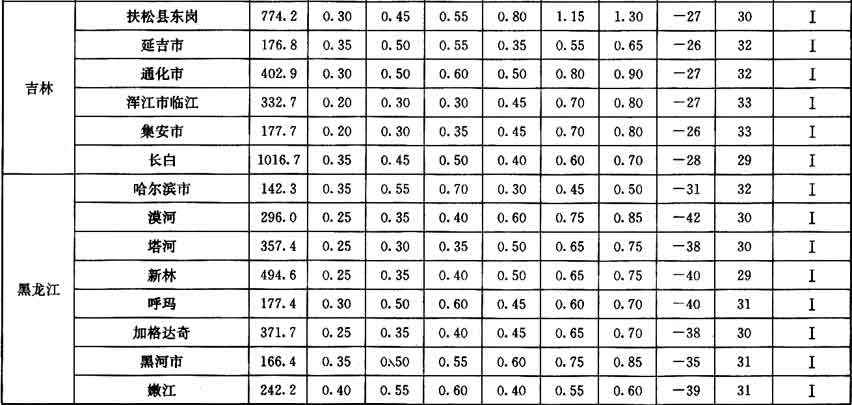 吉林
扶松县东岗 774.2 0.30 0.45 0.55 0.80 1.15 1.30 −27 30 Ⅰ
延吉市 176.8 0.35 0.50 0.55 0.35 0.55 0.65 −26 32 Ⅰ
通化市 402.9 0.30 0.50 0.60 0.50 0.80 0.90 −27 32 Ⅰ
浑江市临江 332.7 0.20 0.30 0.30 0.45 0.70 0.80 −27 33 Ⅰ
集安市 177.7 0.20 0.30 0.35 0.45 0.70 0.80 −26 33 Ⅰ
长白 1016.7 0.35 0.45 0.50 0.40 0.60 0.70 −28 29 Ⅰ
黑龙江
哈尔滨市 142.3 0.35 0.55 0.70 0.30 0.45 0.50 −31 32 Ⅰ
漠河 296.0 0.25 0.35 0.40 0.60 0.75 0.85 −42 30 Ⅰ
塔河 357.4 0.25 0.30 0.35 0.50 0.65 0.75 −38 30 Ⅰ
新林 494.6 0.25 0.35 0.40 0.50 0.65 0.75 −40 29 Ⅰ
呼玛 177.4 0.30 0.50 0.60 0.45 0.60 0.70 −40 31 Ⅰ
加格达奇 371.7 0.25 0.35 0.40 0.45 0.65 0.70 −38 30 Ⅰ
黑河市 166.4 0.35 0.50 0.55 0.60 0.75 0.85 −35 31 Ⅰ
嫩江 242.2 0.40 0.55 0.60 0.40 0.55 0.60 −39 31 Ⅰ